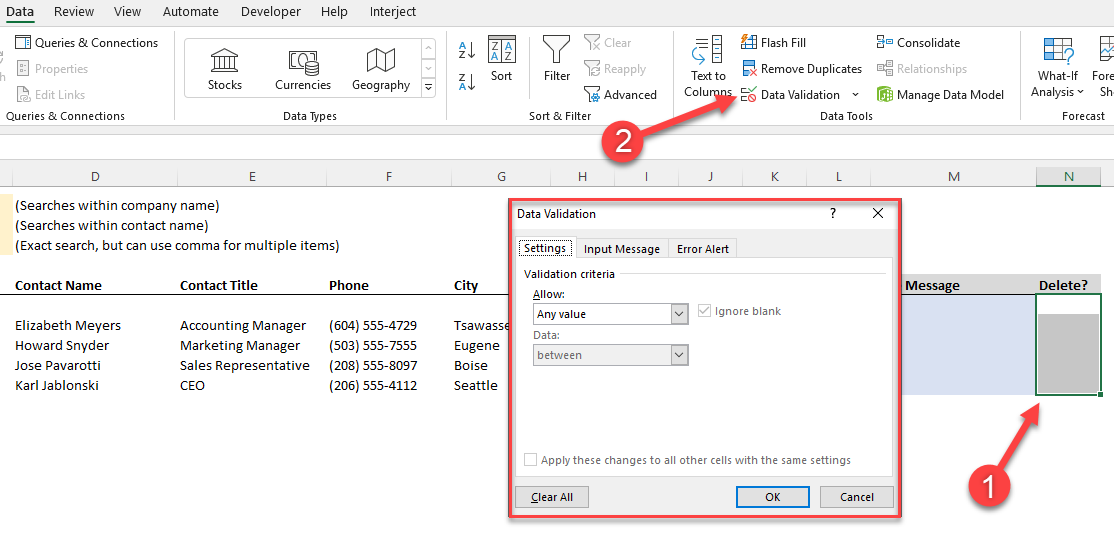 Data Review View Automate Developer Help Interject
Queries & Connections
Properties
Edit Links
Queries & Connections
Stocks Currencies Geography
Data Types
A Z
Z A
Z A A Z
Sort
Filter
Clear
Reapply
Advanced
Sort & Filter
Text to
Columns
Flash Fill
Remove Duplicates
Data Validation
Consolidate
Relationships
Manage Data Model
Data Tools
What-If
Analysis
Fore
She
Forecast
2
D E F G H I J K L M N
(Searches within company name)
(Searches within contact name)
(Exact search, but can use comma for multiple items)
Contact Name Contact Title Phone City Message Delete?
Elizabeth Meyers Accounting Manager (604) 555-4729 Tsawasse
Howard Snyder Marketing Manager (503) 555-7555 Eugene
Jose Pavarotti Sales Representative (208) 555-8097 Boise
Karl Jablonski CEO (206) 555-4112 Seattle
Data Validation ?
Settings Input Message Error Alert
Validation criteria
Allow:
Any value Ignore blank
Data:
between
Apply these changes to all other cells with the same settings
Clear All OK Cancel
1